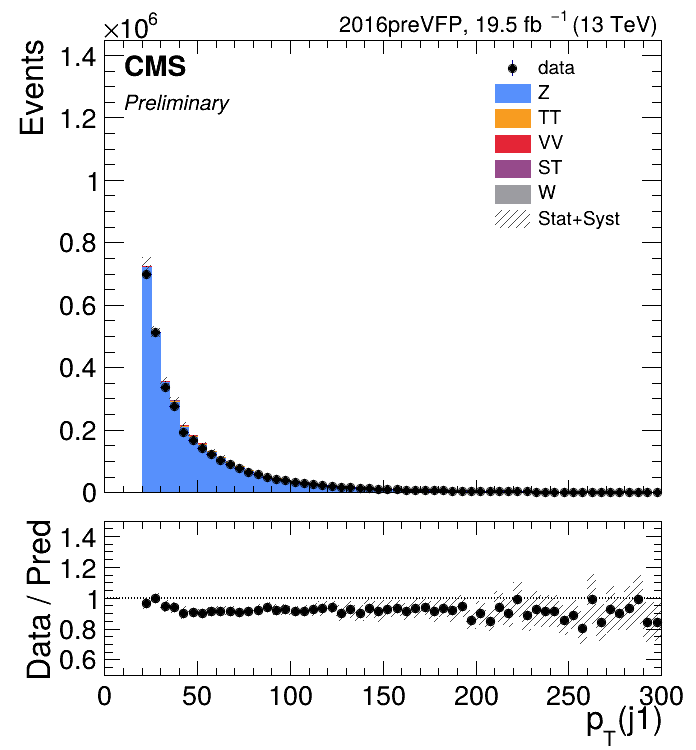 ×10⁶
2016preVFP, 19.5 fb⁻¹ (13 TeV)
CMS
Preliminary
data
Z
TT
VV
ST
W
Stat+Syst
Events
1.4
1.2
1
0.8
0.6
0.4
0.2
0
Data / Pred
1.4
1.2
1
0.8
0.6
0 50 100 150 200 250 300
p_T(j1)